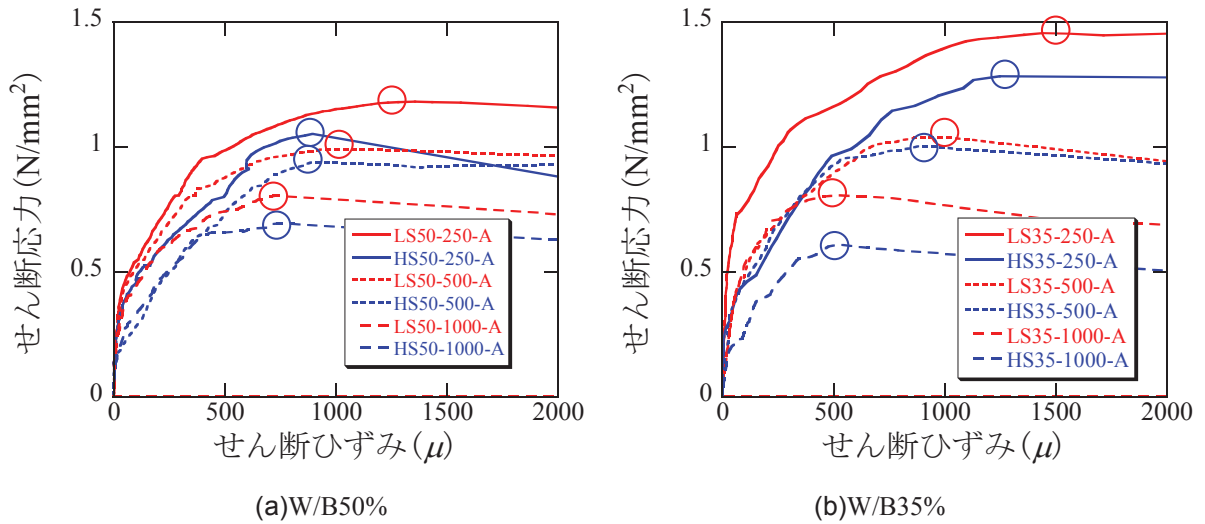 せん断応力(N/mm2)
1.5
1
0.5
0
0
500
1000
1500
2000
せん断ひずみ(μ)
LS50-250-A
HS50-250-A
LS50-500-A
HS50-500-A
LS50-1000-A
HS50-1000-A
(a)W/B50%
せん断応力(N/mm2)
1.5
1
0.5
0
0
500
1000
1500
2000
せん断ひずみ(μ)
LS35-250-A
HS35-250-A
LS35-500-A
HS35-500-A
LS35-1000-A
HS35-1000-A
(b)W/B35%